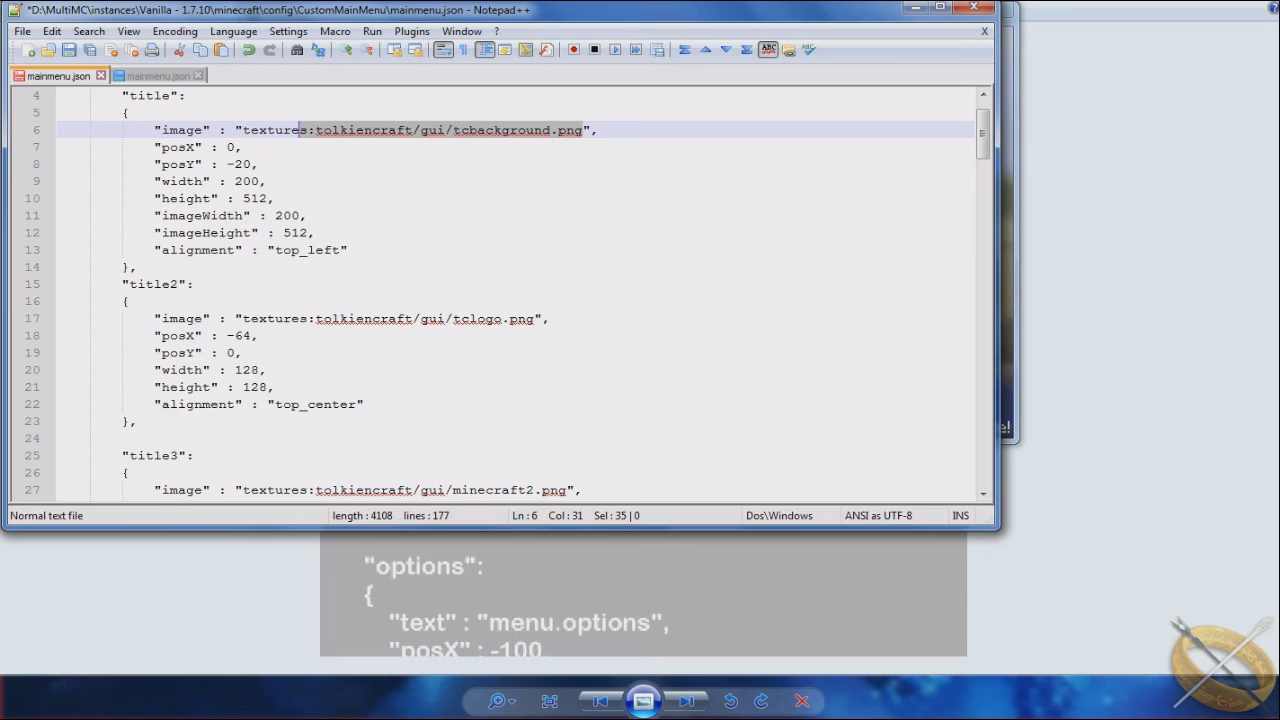 *D:\MultiMC\instances\Vanilla - 1.7.10\minecraft\config\CustomMainMenu\mainmenu.json - Notepad++
File Edit Search View Encoding Language Settings Macro Run Plugins Window ? X
mainmenu.json mainmenu.json
4 "title":
5 {
6 "image" : "textures:tolkiencraft/gui/tcbackground.png",
7 "posX" : 0,
8 "posY" : -20,
9 "width" : 200,
10 "height" : 512,
11 "imageWidth" : 200,
12 "imageHeight" : 512,
13 "alignment" : "top_left"
14 },
15 "title2":
16 {
17 "image" : "textures:tolkiencraft/gui/tclogo.png",
18 "posX" : -64,
19 "posY" : 0,
20 "width" : 128,
21 "height" : 128,
22 "alignment" : "top_center"
23 },
24
25 "title3":
26 {
27 "image" : "textures:tolkiencraft/gui/minecraft2.png",
Normal text file length : 4108 lines : 177 Ln : 6 Col : 31 Sel : 35 | 0 Dos\Windows ANSI as UTF-8 INS
"options":
{
"text" : "menu.options",
"posX" : -100,